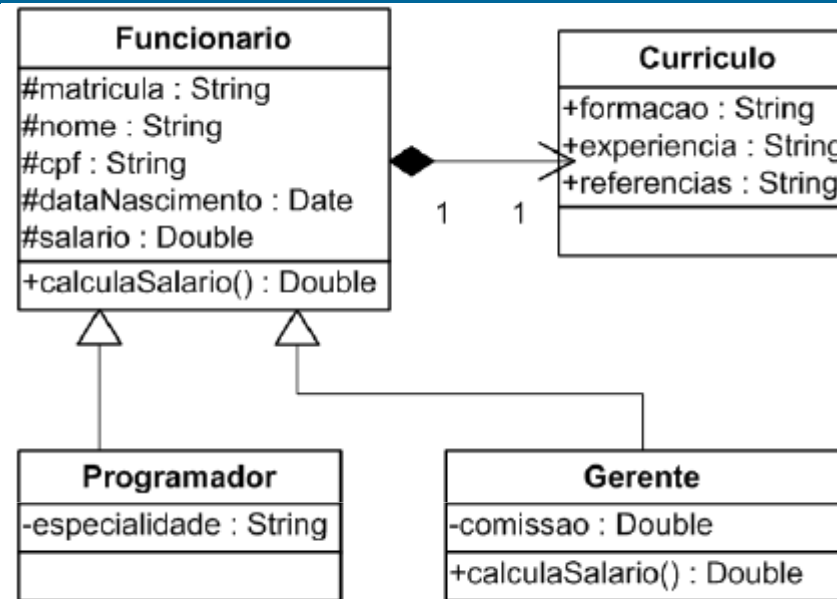 Funcionario
#matricula : String
#nome : String
#cpf : String
#dataNascimento : Date
#salario : Double
+calculaSalario() : Double
1 1
Curriculo
+formacao : String
+experiencia : String
+referencias : String
Programador
-especialidade : String
Gerente
-comissao : Double
+calculaSalario() : Double